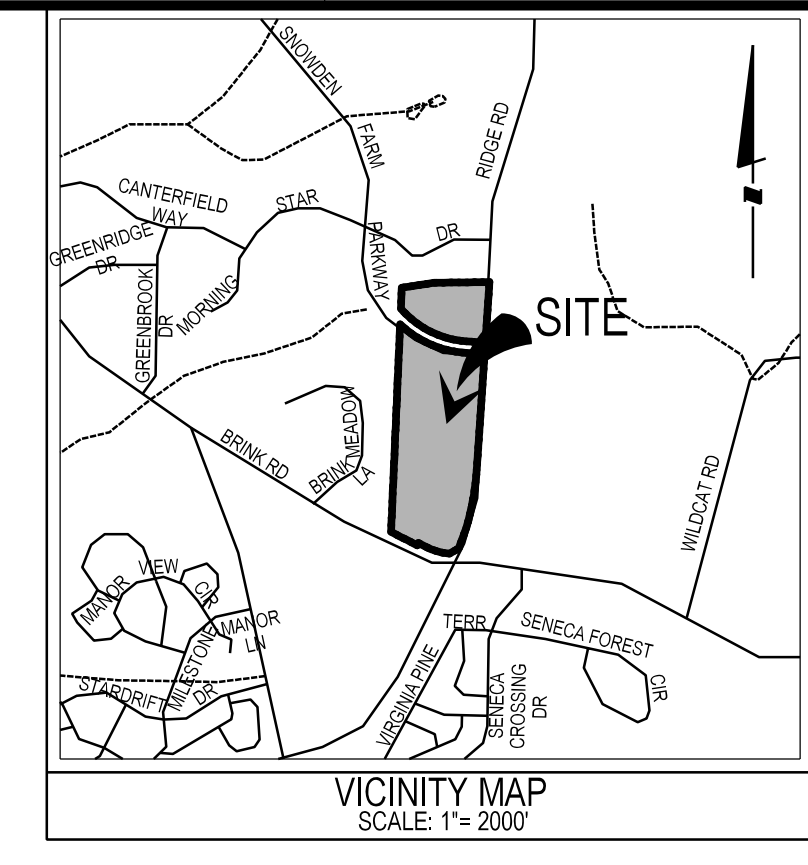 SNOWDEN
FARM
PARKWAY
RIDGE RD
CANTERFIELD
WAY
STAR
DR
GREENRIDGE
DR
GREENBROOK
DR
MORNING
SITE
BRINK RD
BRINK MEADOW
LA
WILDCAT RD
MANOR
VIEW
CIR
MANOR
LN
MILESTONE
DR
STARDRIFT
VIRGINIA PINE
TERR
SENECA FOREST
CIR
SENECA
CROSSING
DR
N
VICINITY MAP
SCALE: 1"= 2000'